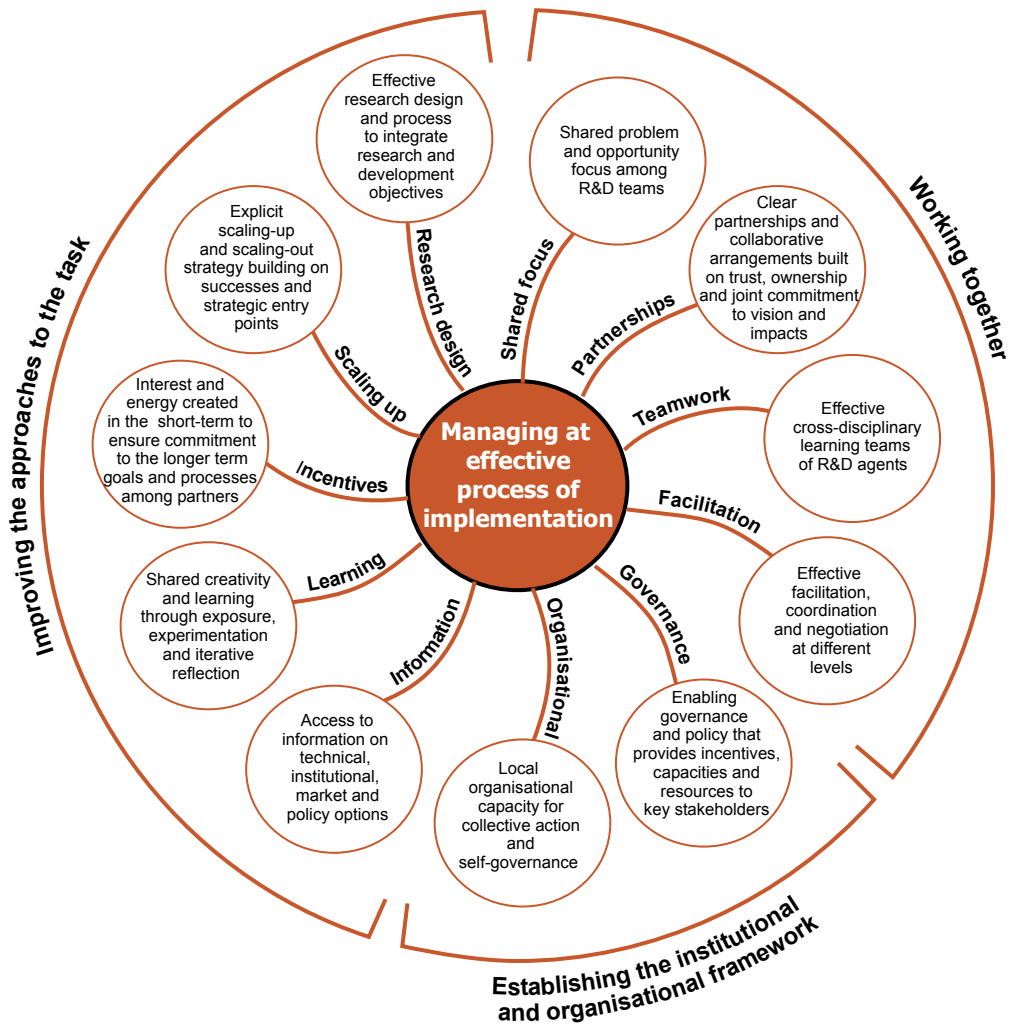 Managing at
effective
process of
implementation
Working together
Shared focus
Shared problem
and opportunity
focus among
R&D teams
Partnerships
Clear
partnerships and
collaborative
arrangements built
on trust, ownership
and joint commitment
to vision and
impacts
Teamwork
Effective
cross-disciplinary
learning teams
of R&D agents
Facilitation
Effective
facilitation,
coordination
and negotiation
at different
levels
Establishing the institutional
and organisational framework
Governance
Enabling
governance
and policy that
provides incentives,
capacities and
resources to
key stakeholders
Organisational
Local
organisational
capacity for
collective action
and
self-governance
Improving the approaches to the task
Information
Access to
information on
technical,
institutional,
market and
policy options
Learning
Shared creativity
and learning
through exposure,
experimentation
and iterative
reflection
Incentives
Interest and
energy created
in the short-term to
ensure commitment
to the longer term
goals and processes
among partners
Scaling up
Explicit
scaling-up
and scaling-out
strategy building on
successes and
strategic entry
points
Research design
Effective
research design
and process
to integrate
research and
development
objectives